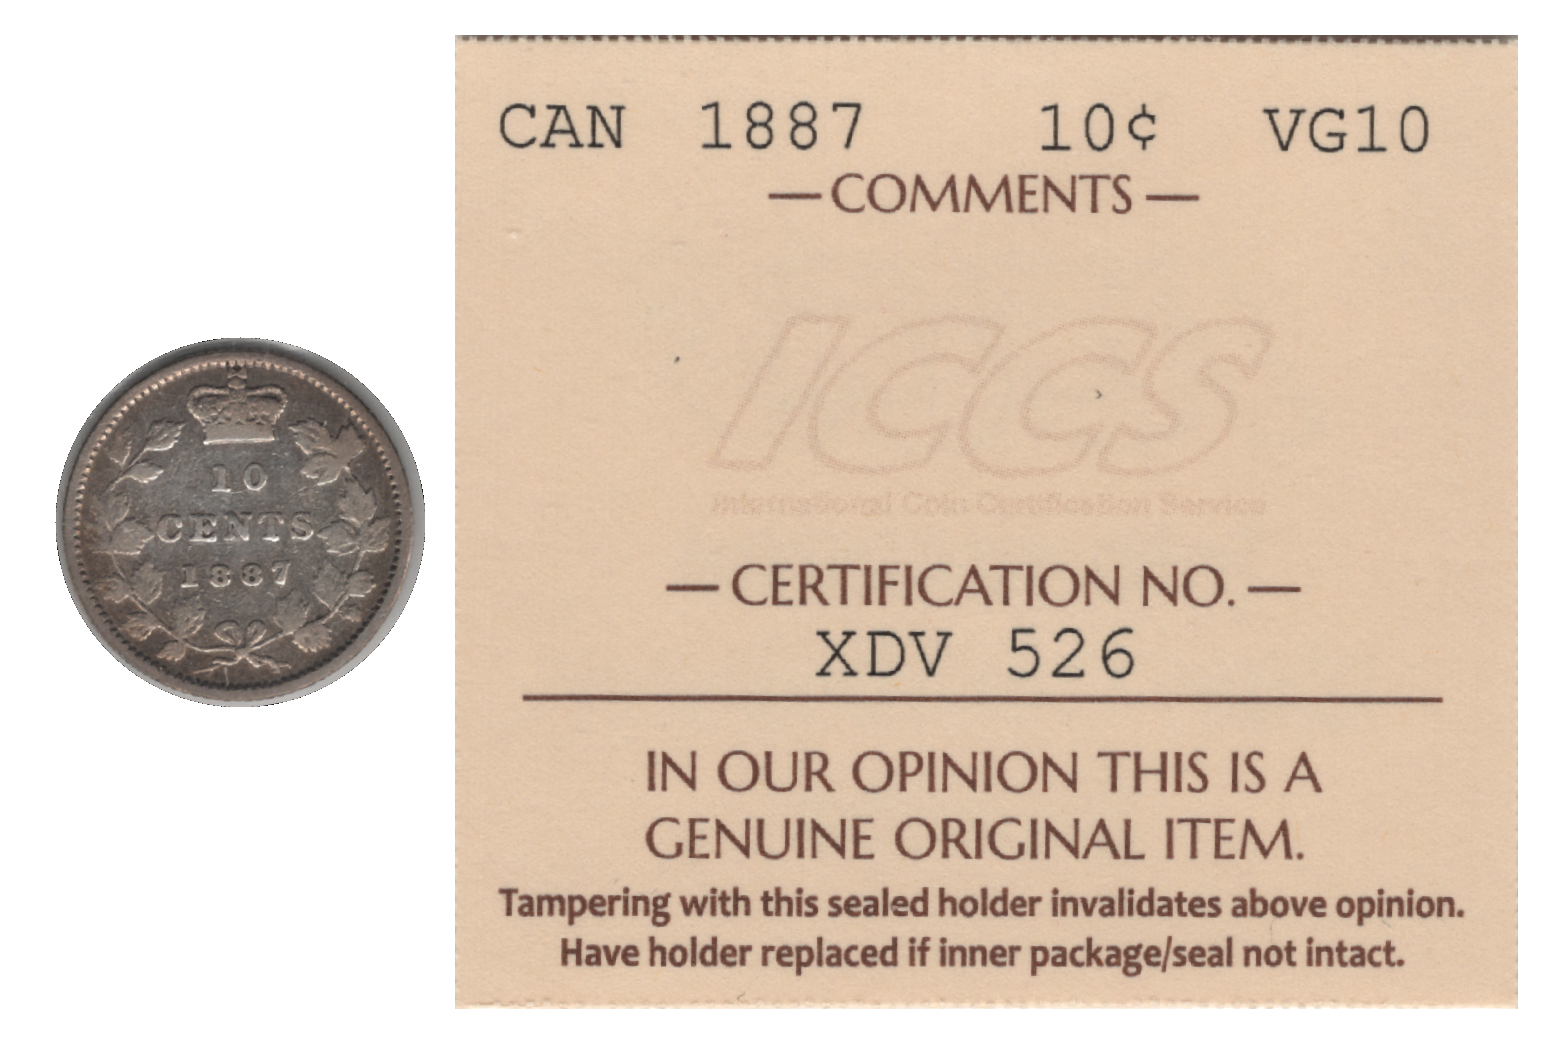 10
CENTS
1887
CAN 1887 10¢ VG10
— COMMENTS —
ICCS
International Coin Certification Service
— CERTIFICATION NO. —
XDV 526
IN OUR OPINION THIS IS A
GENUINE ORIGINAL ITEM.
Tampering with this sealed holder invalidates above opinion.
Have holder replaced if inner package/seal not intact.